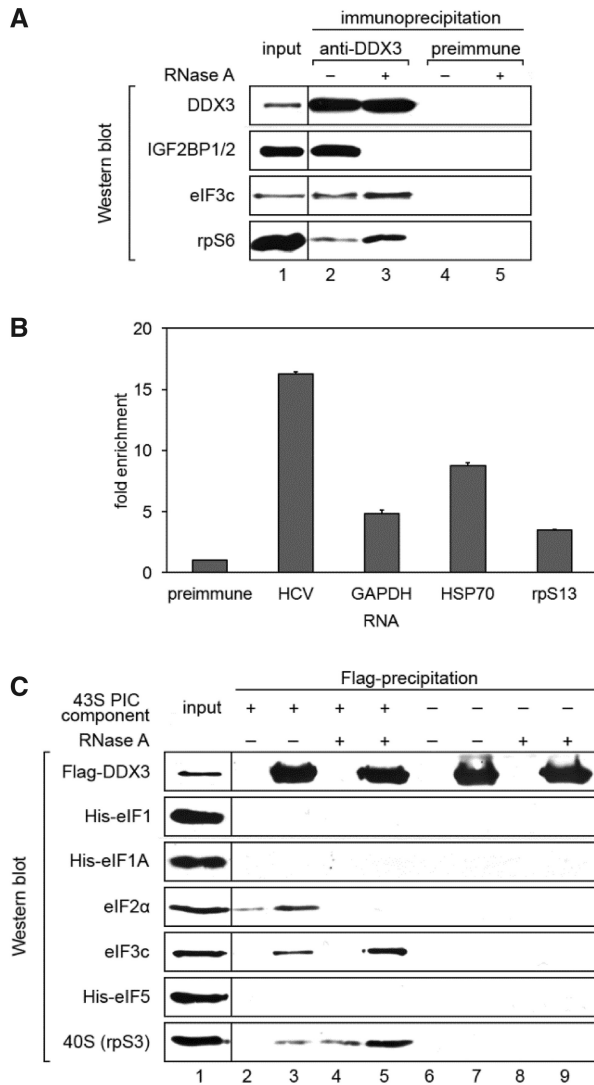 A
immunoprecipitation
input anti-DDX3 preimmune
RNase A – + – +
Western blot
DDX3
IGF2BP1/2
eIF3c
rpS6
1 2 3 4 5
B
fold enrichment
20
15
10
5
0
preimmune HCV GAPDH HSP70 rpS13
RNA
C
Flag-precipitation
43S PIC
component input + + + + – – – –
RNase A – – + + – – + +
Western blot
Flag-DDX3
His-eIF1
His-eIF1A
eIF2α
eIF3c
His-eIF5
40S (rpS3)
1 2 3 4 5 6 7 8 9